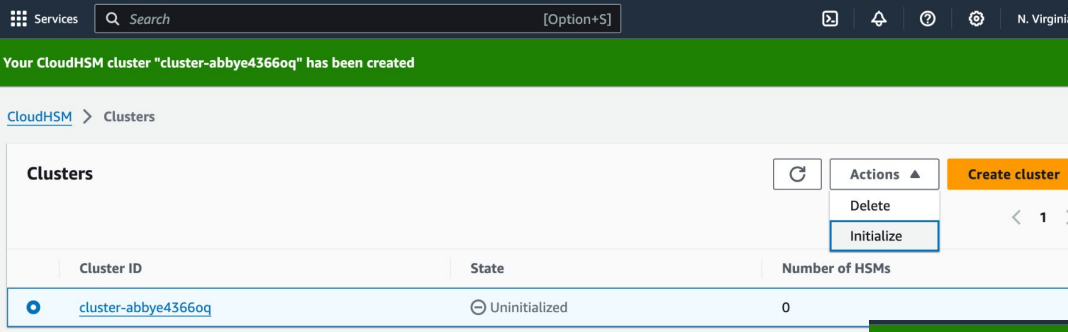 Services Search [Option+S] N. Virginia
Your CloudHSM cluster "cluster-abbye4366oq" has been created
CloudHSM > Clusters
Clusters Actions Create cluster
Delete
1
Initialize
Cluster ID State Number of HSMs
cluster-abbye4366oq Uninitialized 0